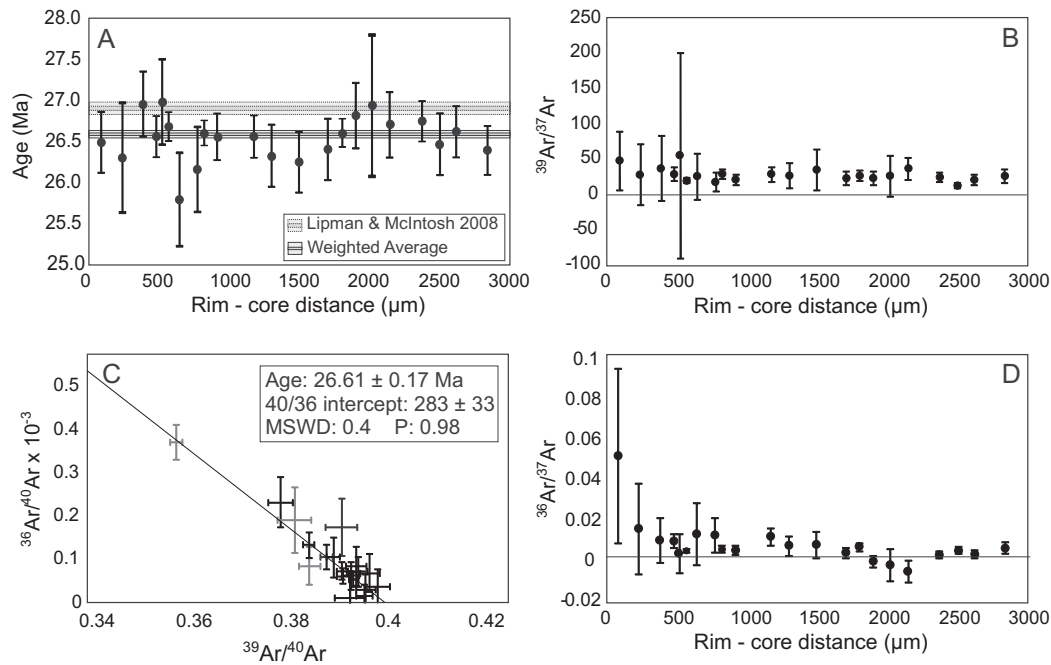 A
28.0
27.5
27.0
26.5
26.0
25.5
25.0
Age (Ma)
Lipman & McIntosh 2008
Weighted Average
0 500 1000 1500 2000 2500 3000
Rim - core distance (µm)
B
250
200
150
100
50
0
-50
-100
³⁹Ar/³⁷Ar
0 500 1000 1500 2000 2500 3000
Rim - core distance (µm)
C
Age: 26.61 ± 0.17 Ma
40/36 intercept: 283 ± 33
MSWD: 0.4 P: 0.98
0.5
0.4
0.3
0.2
0.1
0
³⁶Ar/⁴⁰Ar x 10⁻³
0.34 0.36 0.38 0.4 0.42
³⁹Ar/⁴⁰Ar
D
0.1
0.08
0.06
0.04
0.02
0
-0.02
³⁶Ar/³⁷Ar
0 500 1000 1500 2000 2500 3000
Rim - core distance (µm)